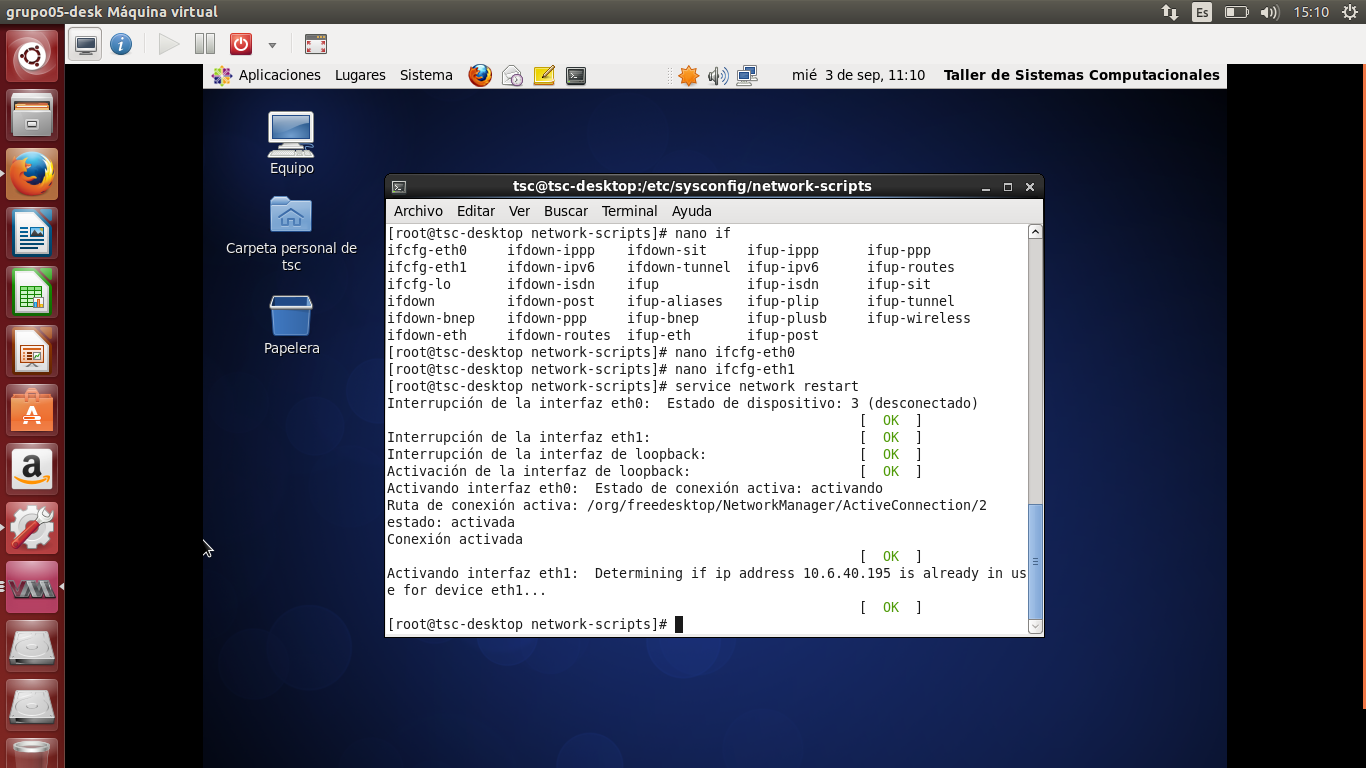 grupo05-desk Máquina virtual
Es
15:10
Aplicaciones Lugares Sistema
mié 3 de sep, 11:10
Taller de Sistemas Computacionales
Equipo
Carpeta personal de
tsc
Papelera
tsc@tsc-desktop:/etc/sysconfig/network-scripts
Archivo Editar Ver Buscar Terminal Ayuda
[root@tsc-desktop network-scripts]# nano if
ifcfg-eth0 ifdown-ippp ifdown-sit ifup-ippp ifup-ppp
ifcfg-eth1 ifdown-ipv6 ifdown-tunnel ifup-ipv6 ifup-routes
ifcfg-lo ifdown-isdn ifup ifup-isdn ifup-sit
ifdown ifdown-post ifup-aliases ifup-plip ifup-tunnel
ifdown-bnep ifdown-ppp ifup-bnep ifup-plusb ifup-wireless
ifdown-eth ifdown-routes ifup-eth ifup-post
[root@tsc-desktop network-scripts]# nano ifcfg-eth0
[root@tsc-desktop network-scripts]# nano ifcfg-eth1
[root@tsc-desktop network-scripts]# service network restart
Interrupción de la interfaz eth0: Estado de dispositivo: 3 (desconectado)
[ OK ]
Interrupción de la interfaz eth1: [ OK ]
Interrupción de la interfaz de loopback: [ OK ]
Activación de la interfaz de loopback: [ OK ]
Activando interfaz eth0: Estado de conexión activa: activando
Ruta de conexión activa: /org/freedesktop/NetworkManager/ActiveConnection/2
estado: activada
Conexión activada
[ OK ]
Activando interfaz eth1: Determining if ip address 10.6.40.195 is already in us
e for device eth1...
[ OK ]
[root@tsc-desktop network-scripts]#